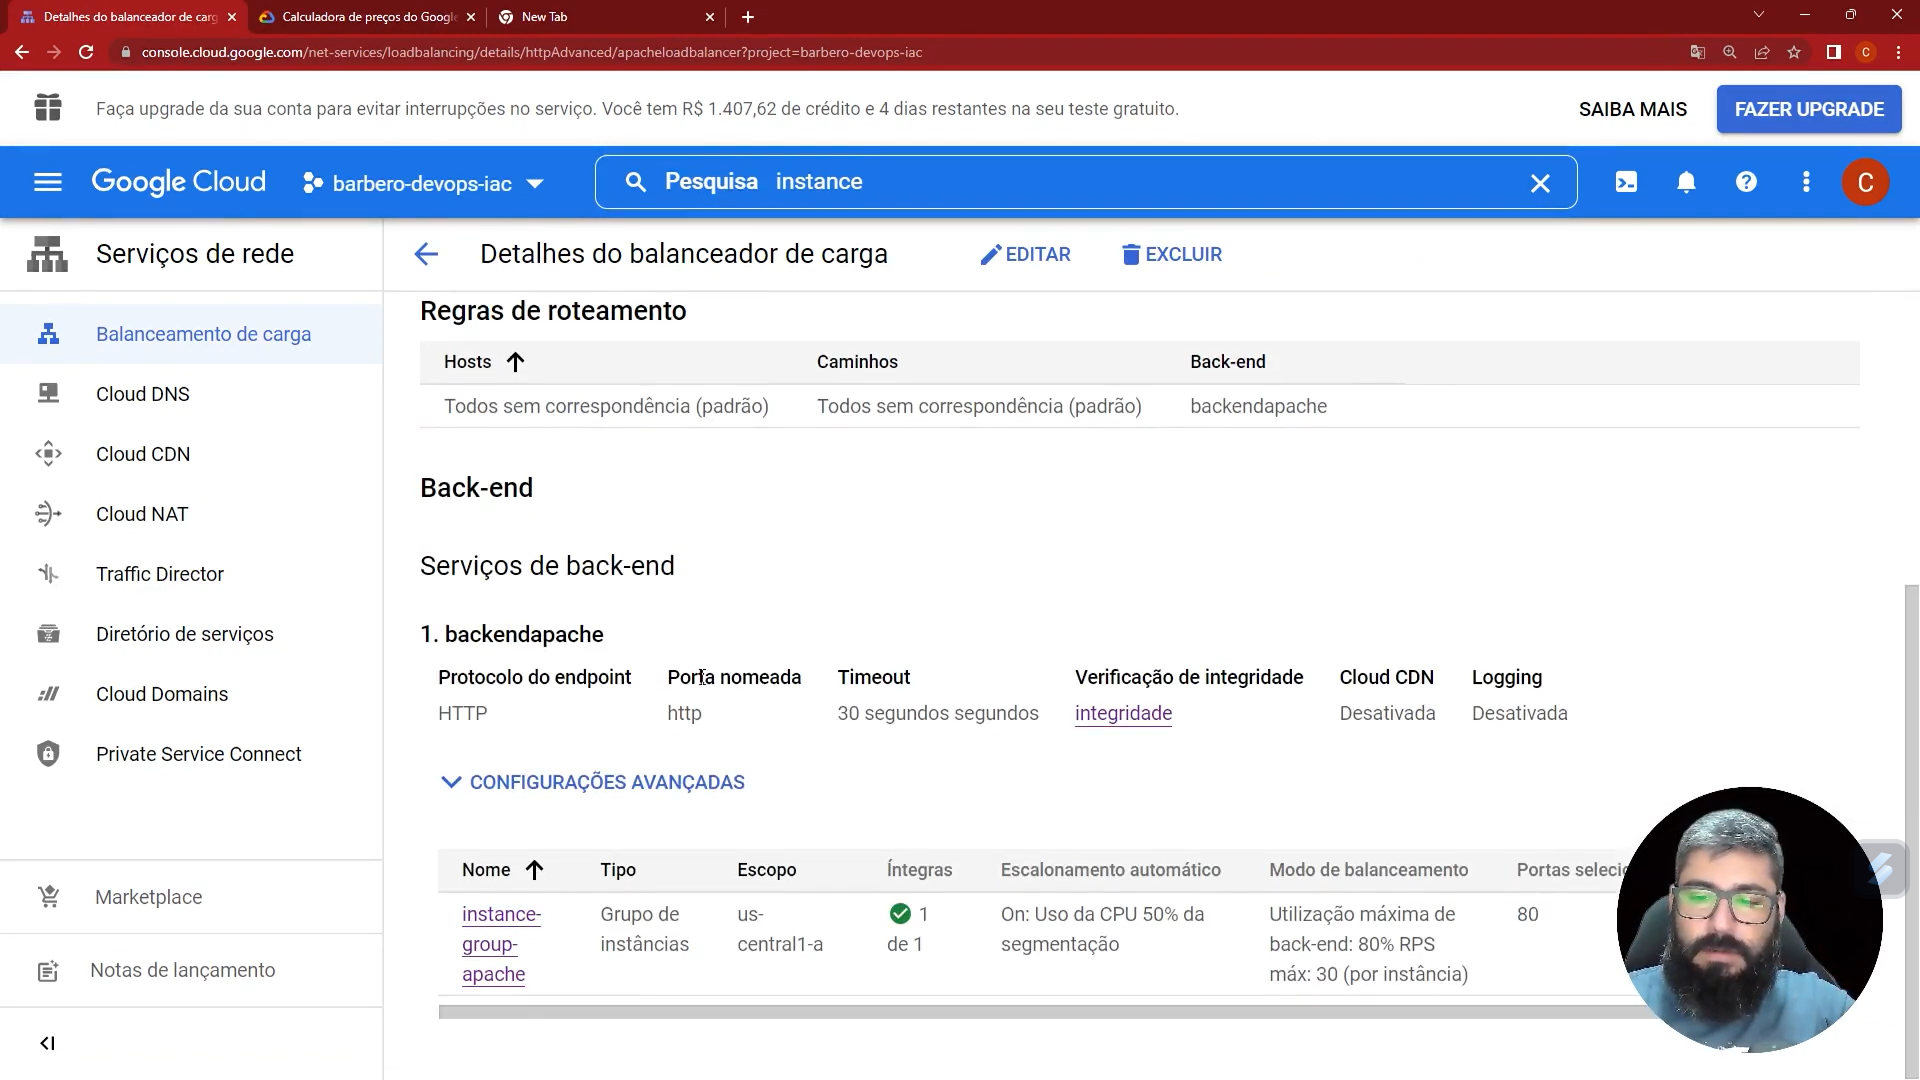 Detalhes do balanceador de carg
Calculadora de preços do Google
New Tab
console.cloud.google.com/net-services/loadbalancing/details/httpAdvanced/apacheloadbalancer?project=barbero-devops-iac
C
Faça upgrade da sua conta para evitar interrupções no serviço. Você tem R$ 1.407,62 de crédito e 4 dias restantes na seu teste gratuito.
SAIBA MAIS
FAZER UPGRADE
Google Cloud
barbero-devops-iac
Pesquisa instance
C
Serviços de rede
Detalhes do balanceador de carga
EDITAR
EXCLUIR
Balanceamento de carga
Cloud DNS
Cloud CDN
Cloud NAT
Traffic Director
Diretório de serviços
Cloud Domains
Private Service Connect
Marketplace
Notas de lançamento
Regras de roteamento
Hosts Caminhos Back-end
Todos sem correspondência (padrão) Todos sem correspondência (padrão) backendapache
Back-end
Serviços de back-end
1. backendapache
Protocolo do endpoint Porta nomeada Timeout Verificação de integridade Cloud CDN Logging
HTTP http 30 segundos segundos integridade Desativada Desativada
CONFIGURAÇÕES AVANÇADAS
Nome Tipo Escopo Íntegras Escalonamento automático Modo de balanceamento Portas seleci
instance- Grupo de us- 1 On: Uso da CPU 50% da Utilização máxima de 80
group- instâncias central1-a de 1 segmentação back-end: 80% RPS
apache máx: 30 (por instância)